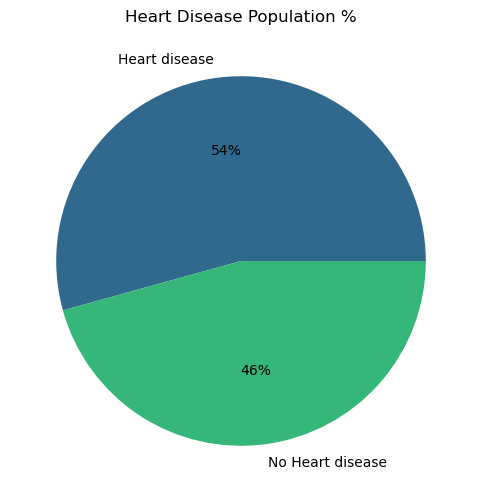 Heart Disease Population %
Heart disease
54%
46%
No Heart disease